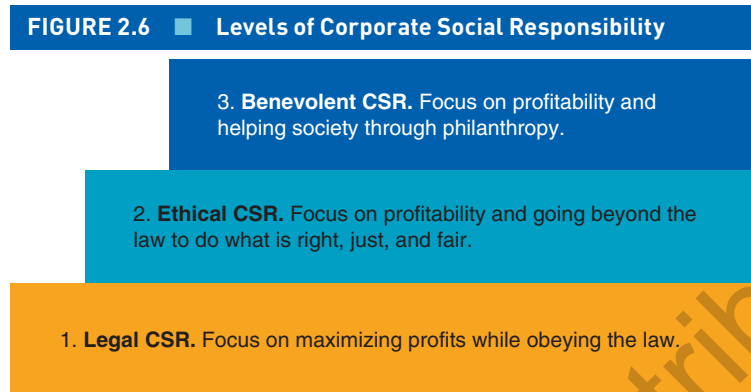 FIGURE 2.6 ■ Levels of Corporate Social Responsibility
3. Benevolent CSR. Focus on profitability and
helping society through philanthropy.
2. Ethical CSR. Focus on profitability and going beyond the
law to do what is right, just, and fair.
1. Legal CSR. Focus on maximizing profits while obeying the law.